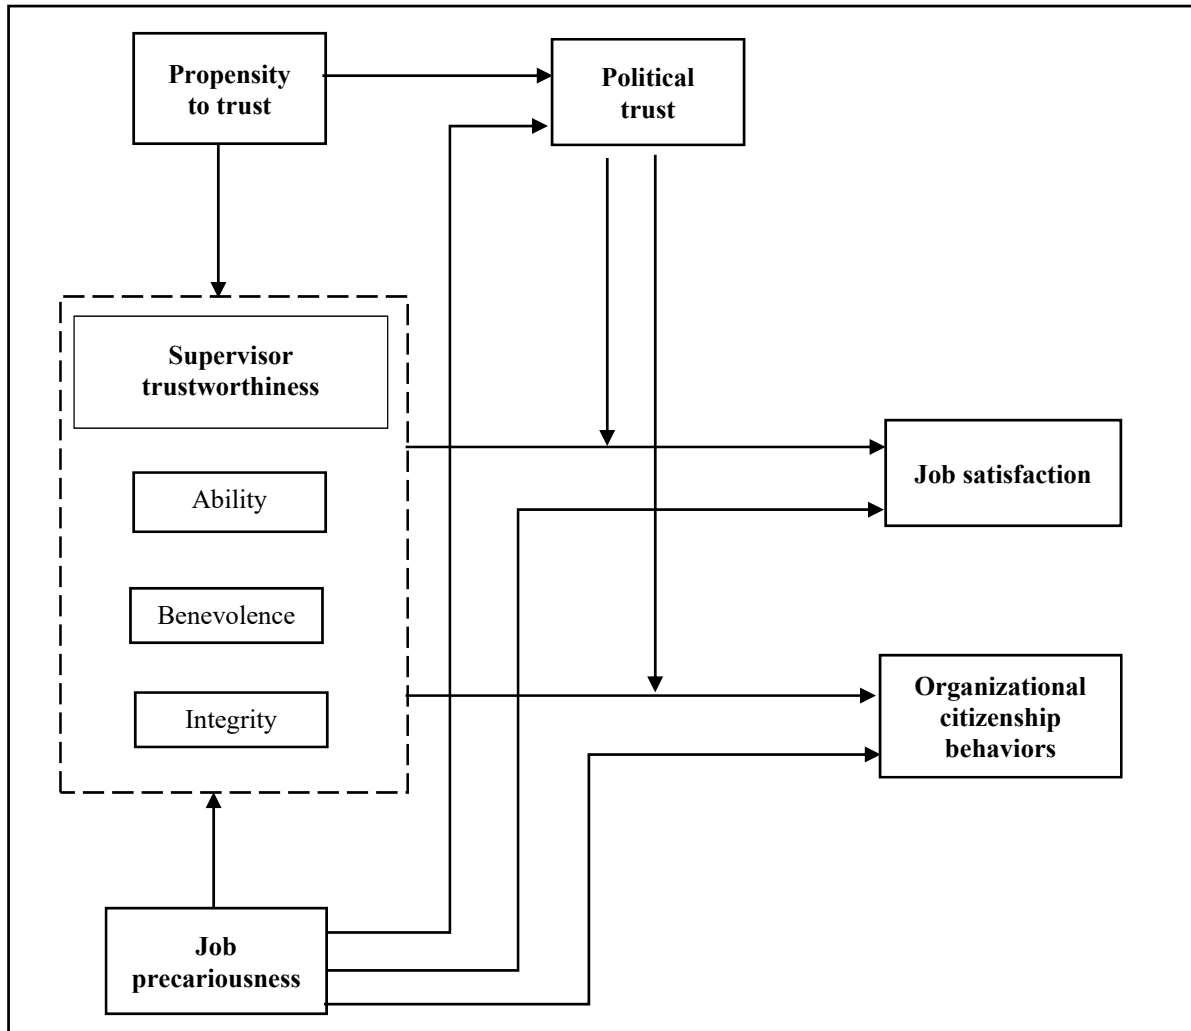 Propensity
to trust
Political
trust
Supervisor
trustworthiness
Ability
Benevolence
Integrity
Job satisfaction
Organizational
citizenship
behaviors
Job
precariousness